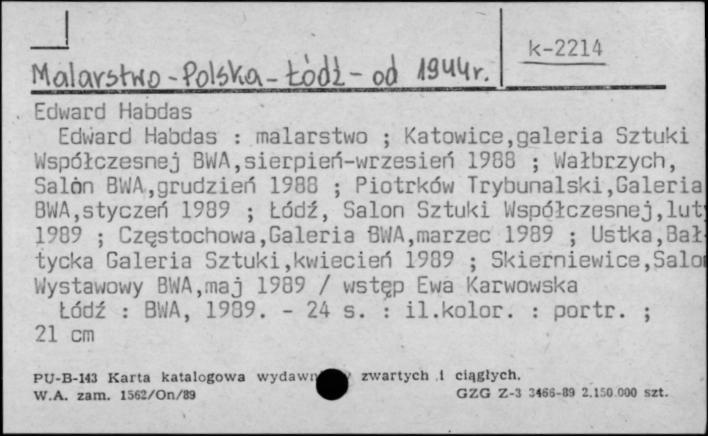 k-2214
Malarstwo-Polska-Łódź-od 1944r.
Edward Habdas
Edward Habdas : malarstwo ; Katowice,galeria Sztuki
Współczesnej BWA,sierpień-wrzesień 1988 ; Wałbrzych,
Salon BWA,grudzień 1988 ; Piotrków Trybunalski,Galeria
BWA,styczeń 1989 ; Łódź, Salon Sztuki Współczesnej,lut
1989 ; Częstochowa,Galeria BWA,marzec 1989 ; Ustka,Bał-
tycka Galeria Sztuki,kwiecień 1989 ; Skierniewice,Salo
Wystawowy BWA,maj 1989 / wstęp Ewa Karwowska
Łódź : BWA, 1989. - 24 s. : il.kolor. : portr. ;
21 cm
PU-B-143 Karta katalogowa wydawn zwartych i ciągłych.
W.A. zam. 1562/On/89 GZG Z-3 3466-89 2.150.000 szt.